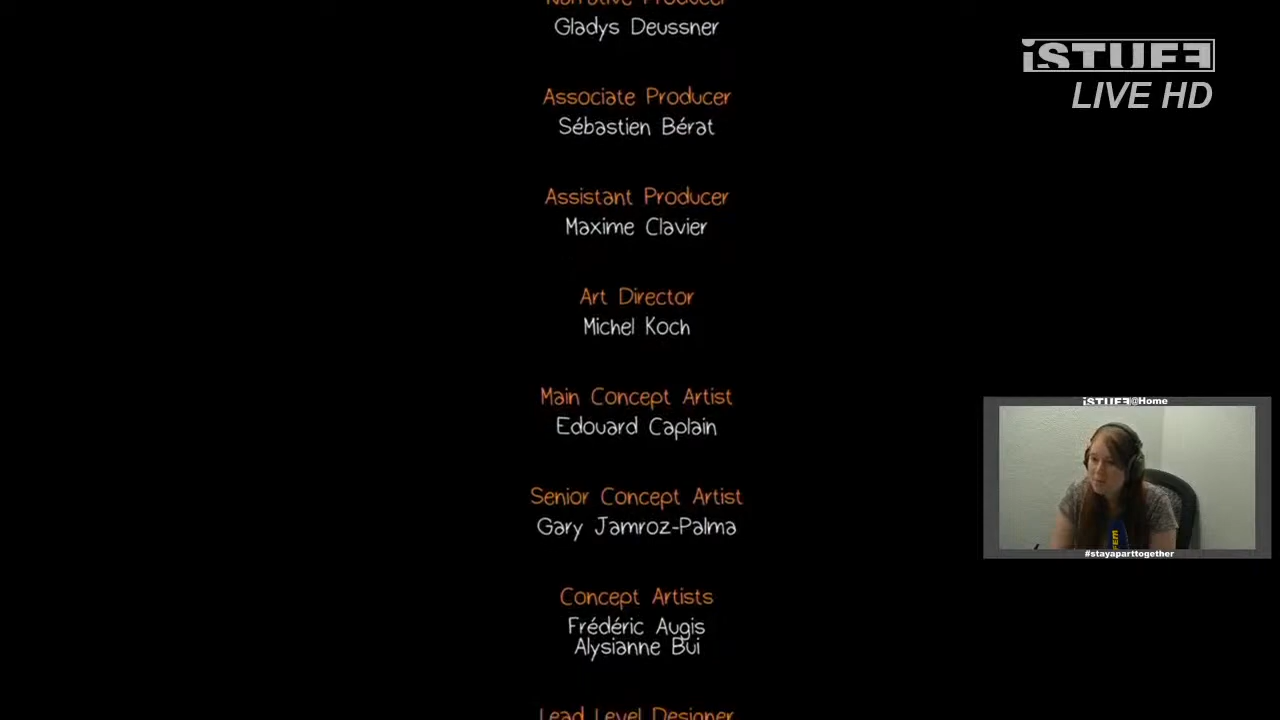 Narrative Producer
Gladys Deussner
iSTUFF
LIVE HD
Associate Producer
Sébastien Bérat
Assistant Producer
Maxime Clavier
Art Director
Michel Koch
Main Concept Artist
Edouard Caplain
iSTUFF@Home
Senior Concept Artist
Gary Jamroz-Palma
#stayaparttogether
Concept Artists
Frédéric Augis
Alysianne Bui
Lead Level Designer